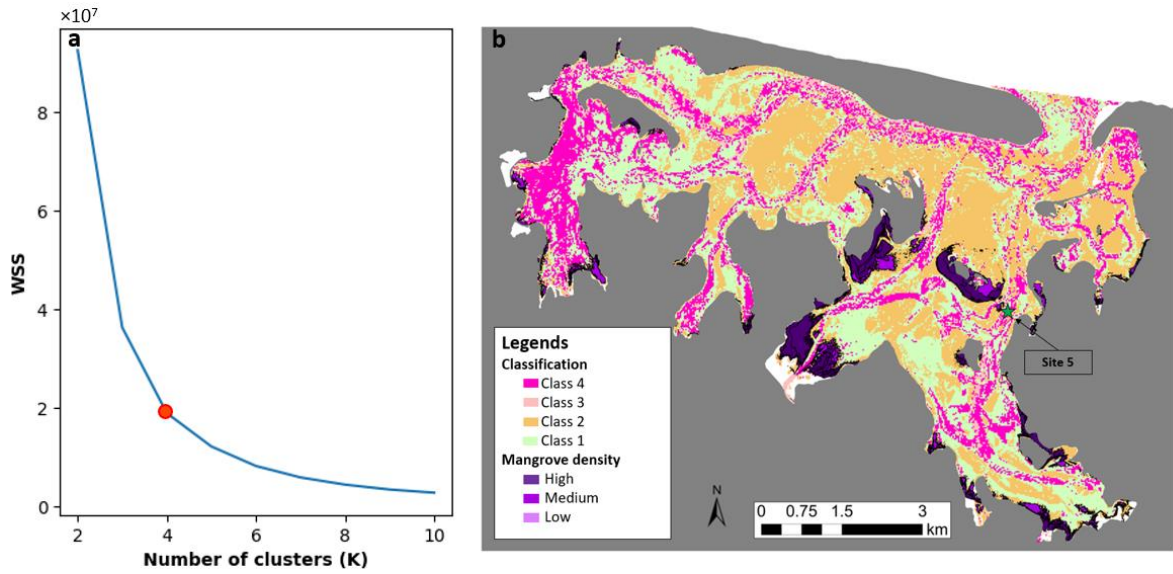 ×10⁷
a
8
6
4
2
0
WSS
2 4 6 8 10
Number of clusters (K)
b
Legends
Classification
Class 4
Class 3
Class 2
Class 1
Mangrove density
High
Medium
Low
Site 5
N
0 0.75 1.5 3
km